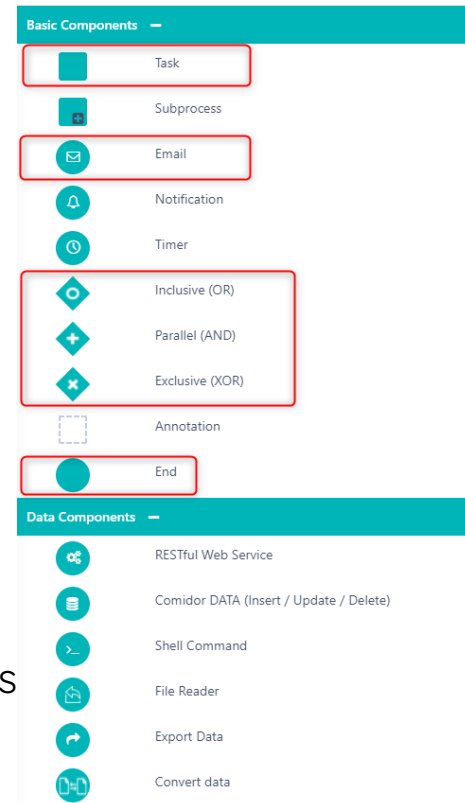 Basic Components –
Task
Subprocess
Email
Notification
Timer
Inclusive (OR)
Parallel (AND)
Exclusive (XOR)
Annotation
End
Data Components –
RESTful Web Service
Comidor DATA (Insert / Update / Delete)
Shell Command
s
File Reader
Export Data
Convert data